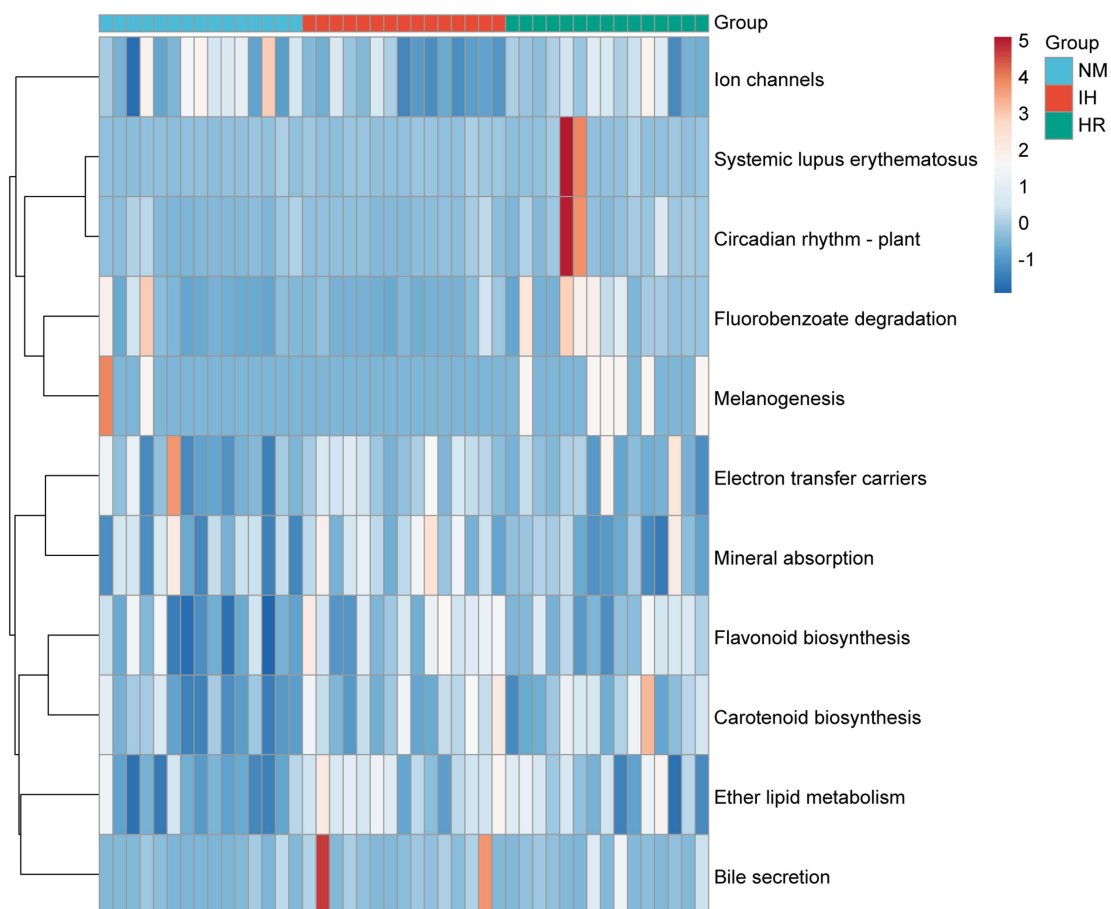 Group
Ion channels
Systemic lupus erythematosus
Circadian rhythm - plant
Fluorobenzoate degradation
Melanogenesis
Electron transfer carriers
Mineral absorption
Flavonoid biosynthesis
Carotenoid biosynthesis
Ether lipid metabolism
Bile secretion
5
4
3
2
1
0
-1
Group
NM
IH
HR